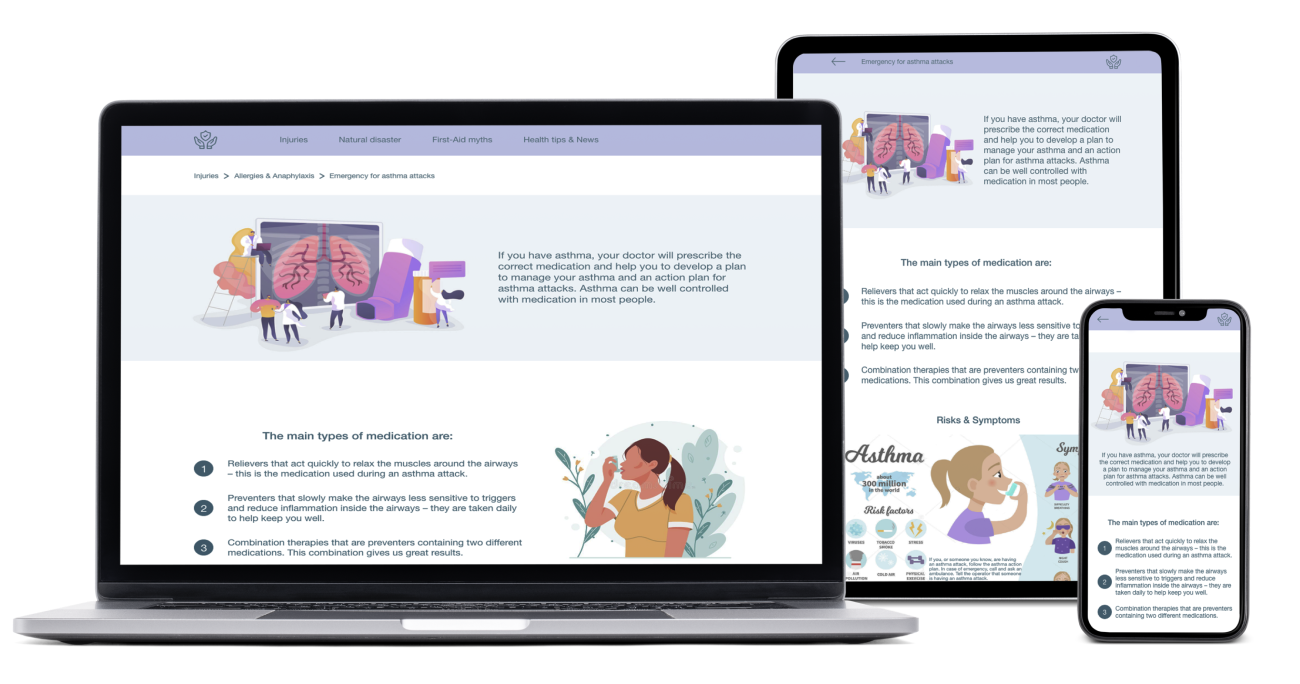 Injuries
Natural disaster
First-Aid myths
Health tips & News
Injuries > Allergies & Anaphylaxis > Emergency for asthma attacks
If you have asthma, your doctor will prescribe the
correct medication and help you to develop a plan
to manage your asthma and an action plan for
asthma attacks. Asthma can be well controlled
with medication in most people.
The main types of medication are:
1
Relievers that act quickly to relax the muscles around the airways
– this is the medication used during an asthma attack.
2
Preventers that slowly make the airways less sensitive to triggers
and reduce inflammation inside the airways – they are taken daily
to help keep you well.
3
Combination therapies that are preventers containing two different
medications. This combination gives us great results.
Emergency for asthma attacks
If you have asthma, your doctor will
prescribe the correct medication
and help you to develop a plan to
manage your asthma and an action
plan for asthma attacks. Asthma
can be well controlled with
medication in most people.
The main types of medication are:
Relievers that act quickly to relax the muscles around the airways –
this is the medication used during an asthma attack.
Preventers that slowly make the airways less sensitive to
and reduce inflammation inside the airways – they are
help keep you well.
Combination therapies that are preventers containing
medications. This combination gives us great results.
Risks & Symptoms
Asthma
about
300 million
in the world
Risk factors
VIRUSES
TOBACCO
SMOKE
STRESS
AIR
POLLUTION
COLD AIR
PHYSICAL
EXERCISE
If you, or someone you know, are having
an asthma attack, follow the asthma action
plan. In case of emergency, call and ask an
ambulance. Tell the operator that someone
is having an asthma attack.
If you have asthma, your doctor will prescribe
the correct medication and help you to develop
a plan to manage your asthma and an action
plan for asthma attacks. Asthma can be well
controlled with medication in most people.
The main types of medication are:
1
Relievers that act quickly to relax the
muscles around the airways – this is the
medication used during an asthma attack.
2
Preventers that slowly make the airways
less sensitive to triggers and reduce
inflammation inside the airways – they are
taken daily to help keep you well.
3
Combination therapies that are preventers
containing two different medications.